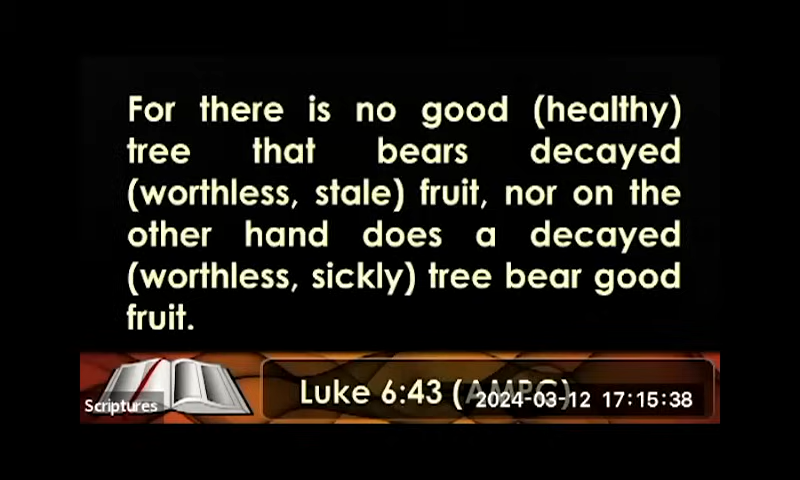 For there is no good (healthy)
tree that bears decayed
(worthless, stale) fruit, nor on the
other hand does a decayed
(worthless, sickly) tree bear good
fruit.
Luke 6:43 (AMPC)
Scriptures
2024-03-12 17:15:38